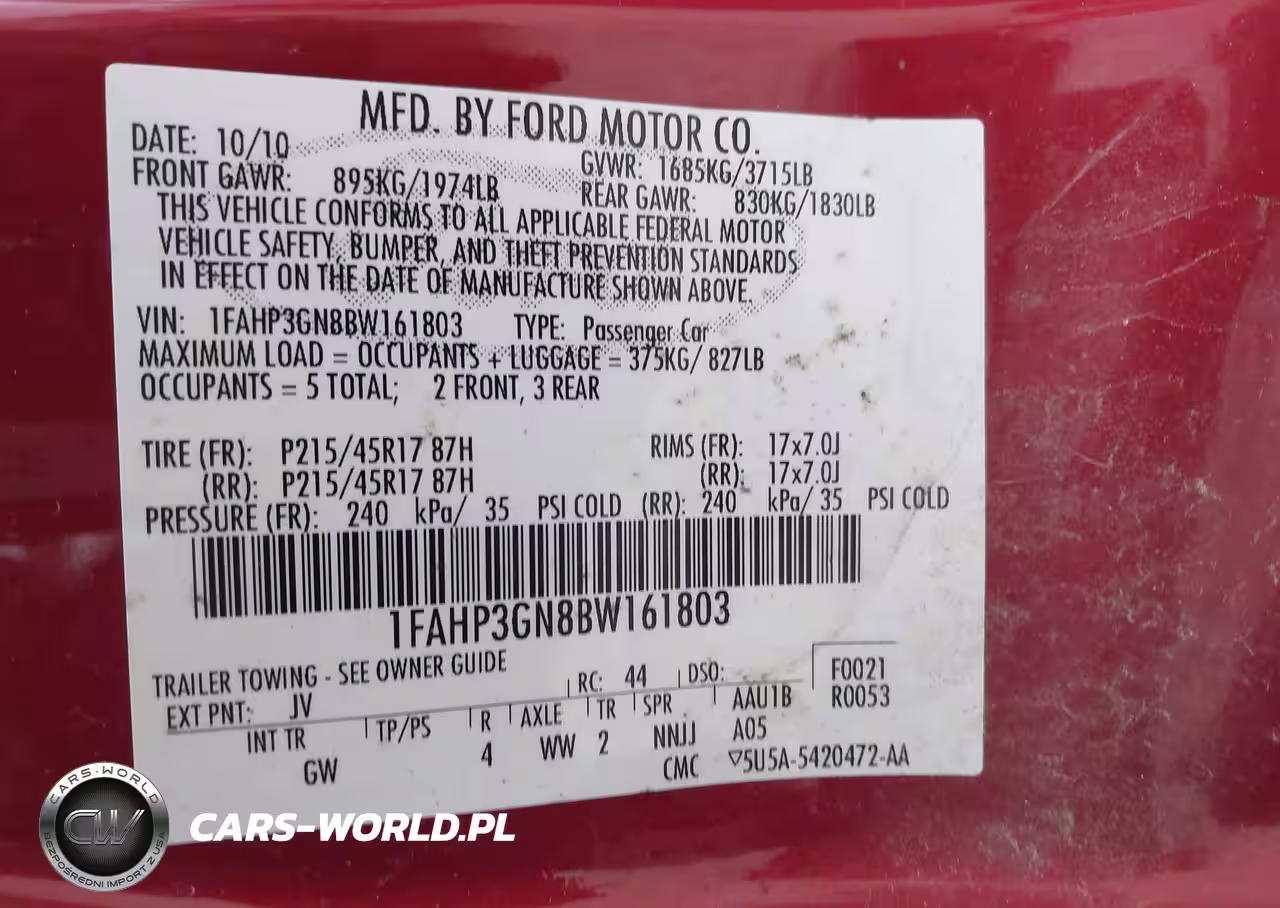 MFD. BY FORD MOTOR CO.
DATE: 10/10 GVWR: 1685KG/3715LB
FRONT GAWR: 895KG/1974LB REAR GAWR: 830KG/1830LB
THIS VEHICLE CONFORMS TO ALL APPLICABLE FEDERAL MOTOR
VEHICLE SAFETY, BUMPER, AND THEFT PREVENTION STANDARDS
IN EFFECT ON THE DATE OF MANUFACTURE SHOWN ABOVE.
VIN: 1FAHP3GN8BW161803 TYPE: Passenger Car
MAXIMUM LOAD = OCCUPANTS + LUGGAGE = 375KG/ 827LB
OCCUPANTS = 5 TOTAL; 2 FRONT, 3 REAR
TIRE (FR): P215/45R17 87H RIMS (FR): 17x7.0J
(RR): P215/45R17 87H (RR): 17x7.0J
PRESSURE (FR): 240 kPa/ 35 PSI COLD (RR): 240 kPa/ 35 PSI COLD
1FAHP3GN8BW161803
TRAILER TOWING - SEE OWNER GUIDE
EXT PNT: JV RC: 44 DSO: F0021
INT TR TP/PS R AXLE TR SPR AAU1B R0053
GW 4 WW 2 NNJJ A05
CMC ▽5U5A-5420472-AA
CARS-WORLD
CW
BEZPOŚREDNI IMPORT Z USA
CARS-WORLD.PL